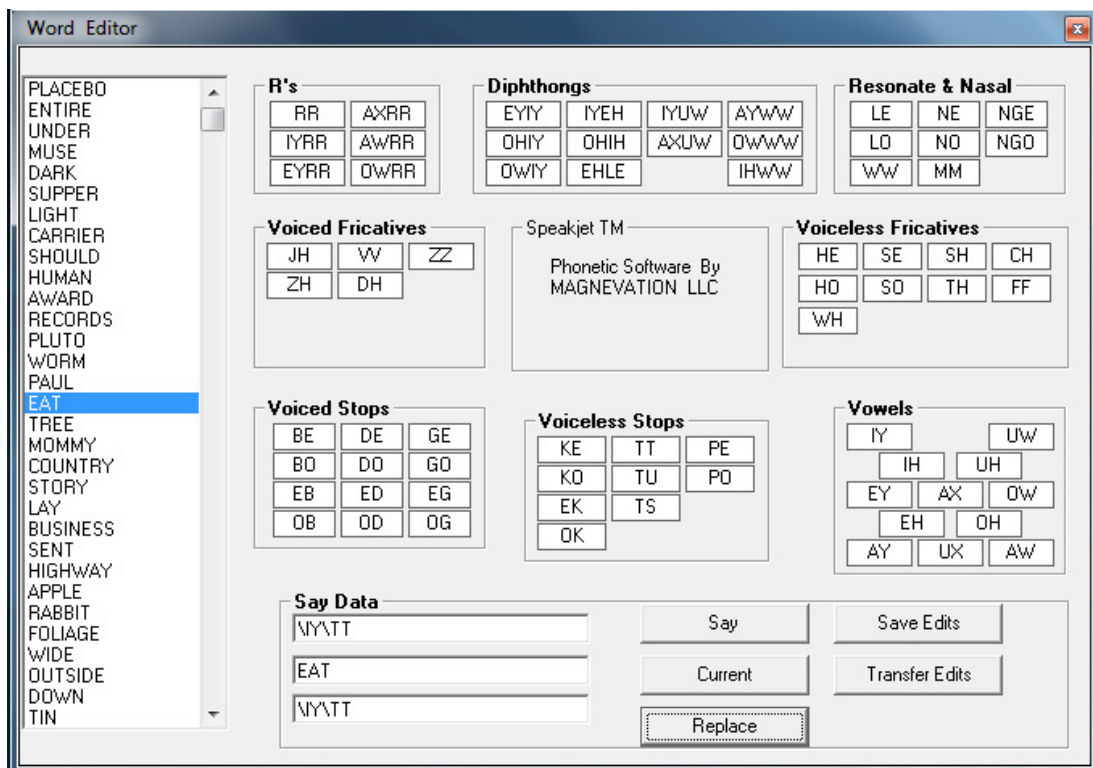 Word Editor
PLACEBO
ENTIRE
UNDER
MUSE
DARK
SUPPER
LIGHT
CARRIER
SHOULD
HUMAN
AWARD
RECORDS
PLUTO
WORM
PAUL
EAT
TREE
MOMMY
COUNTRY
STORY
LAY
BUSINESS
SENT
HIGHWAY
APPLE
RABBIT
FOLIAGE
WIDE
OUTSIDE
DOWN
TIN
R's
RR AXRR
IYRR AWRR
EYRR OWRR
Diphthongs
EYIY IYEH IYUW AYWW
OHIY OHIH AXUW OWWW
OWIY EHLE IHWW
Resonate & Nasal
LE NE NGE
LO NO NGO
WW MM
Voiced Fricatives
JH VV ZZ
ZH DH
Speakjet TM
Phonetic Software By
MAGNEVATION LLC
Voiceless Fricatives
HE SE SH CH
HO SO TH FF
WH
Voiced Stops
BE DE GE
BO DO GO
EB ED EG
OB OD OG
Voiceless Stops
KE TT PE
KO TU PO
EK TS
OK
Vowels
IY UW
IH UH
EY AX OW
EH OH
AY UX AW
Say Data
\IY\TT
EAT
\IY\TT
Say Save Edits
Current Transfer Edits
Replace